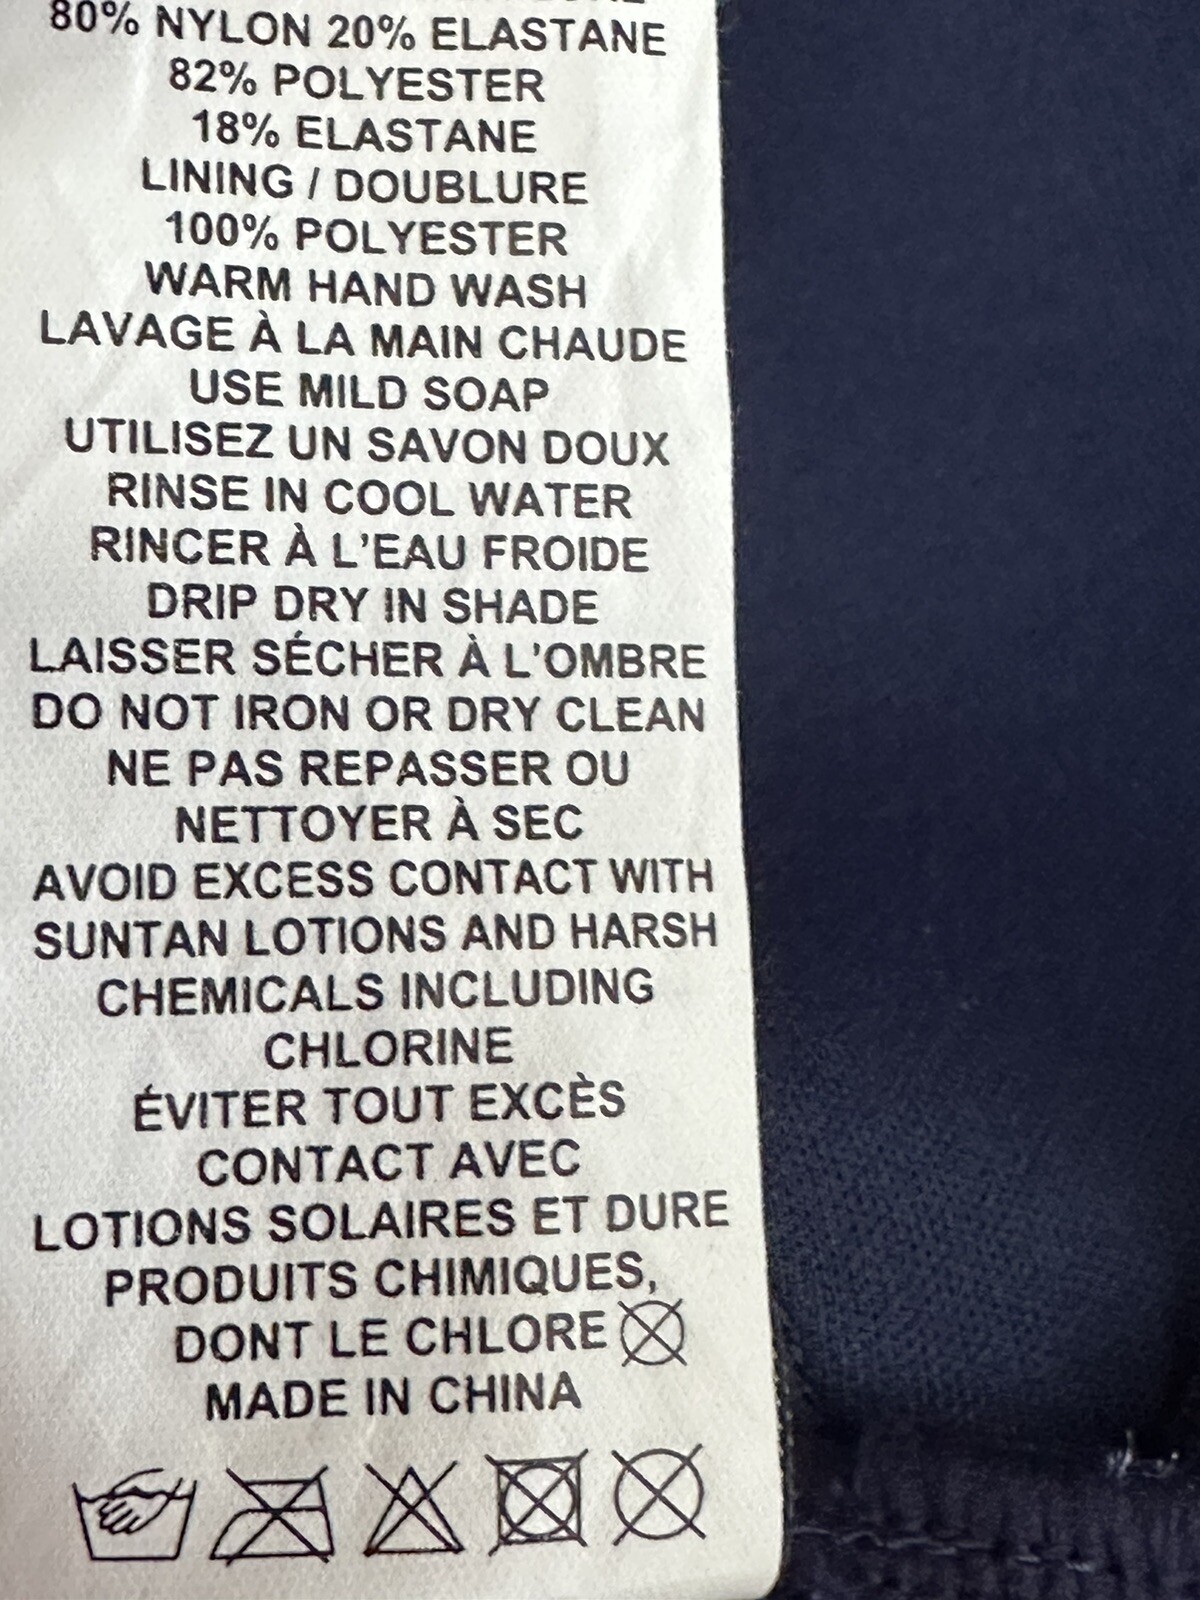 80% NYLON 20% ELASTANE
82% POLYESTER
18% ELASTANE
LINING / DOUBLURE
100% POLYESTER
WARM HAND WASH
LAVAGE À LA MAIN CHAUDE
USE MILD SOAP
UTILISEZ UN SAVON DOUX
RINSE IN COOL WATER
RINCER À L'EAU FROIDE
DRIP DRY IN SHADE
LAISSER SÉCHER À L'OMBRE
DO NOT IRON OR DRY CLEAN
NE PAS REPASSER OU
NETTOYER À SEC
AVOID EXCESS CONTACT WITH
SUNTAN LOTIONS AND HARSH
CHEMICALS INCLUDING
CHLORINE
ÉVITER TOUT EXCÈS
CONTACT AVEC
LOTIONS SOLAIRES ET DURE
PRODUITS CHIMIQUES,
DONT LE CHLORE
MADE IN CHINA